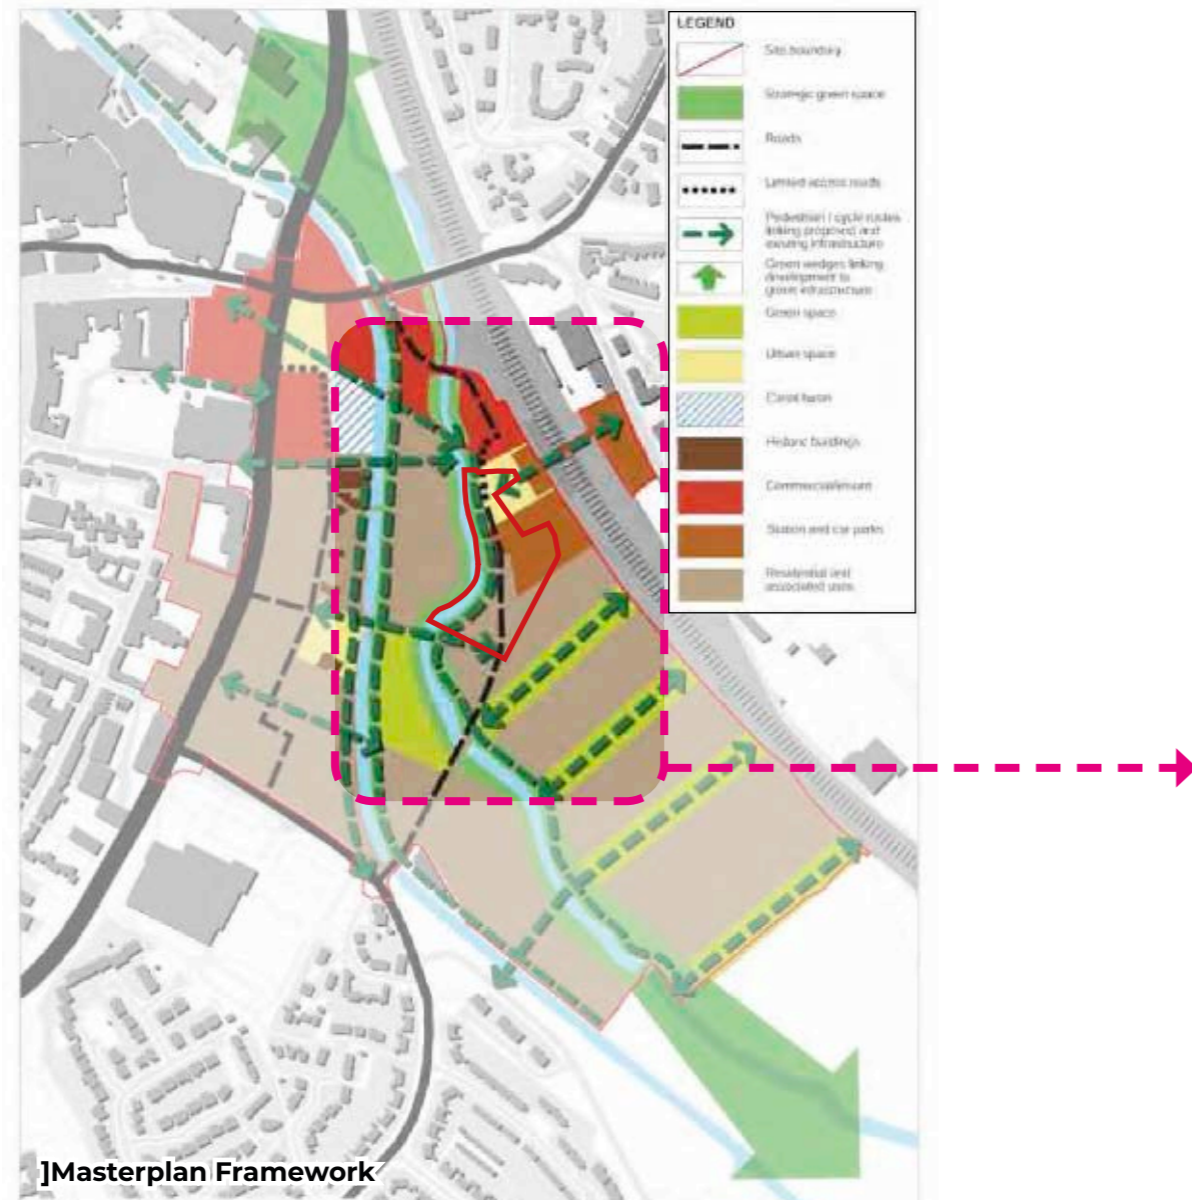 LEGEND
Site boundary
Strategic green space
Roads
Limited access roads
Pedestrian / cycle routes
linking proposed and
existing infrastructure
Green wedges linking
development to
green infrastructure
Green space
Urban space
Canal basin
Historic buildings
Commercial/mixed
Station and car parks
Residential and
associated uses
]Masterplan Framework